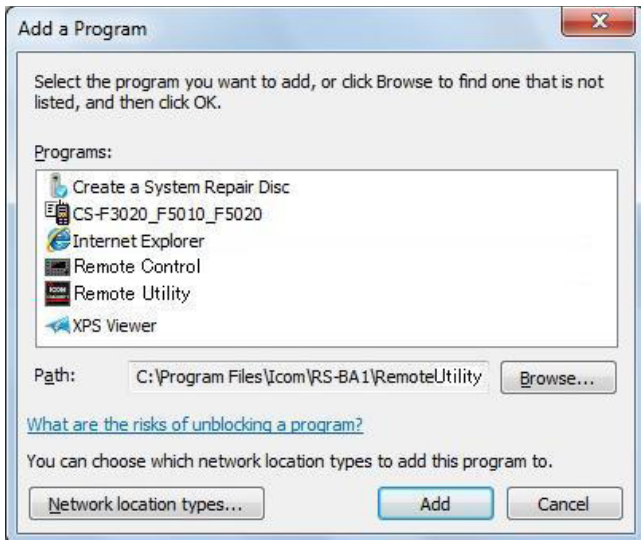 Add a Program
Select the program you want to add, or click Browse to find one that is not
listed, and then click OK.
Programs:
Create a System Repair Disc
CS-F3020_F5010_F5020
Internet Explorer
Remote Control
Remote Utility
XPS Viewer
Path: C:\Program Files\Icom\RS-BA1\RemoteUtility Browse...
What are the risks of unblocking a program?
You can choose which network location types to add this program to.
Network location types... Add Cancel